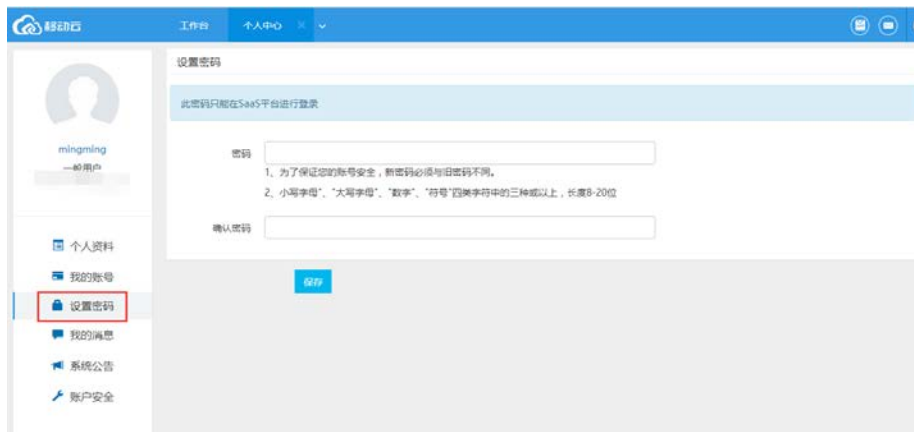 移动云
工作台 个人中心
设置密码
此密码只能在SaaS平台进行登录
mingming
一般用户
密码
1、为了保证您的账号安全，新密码必须与旧密码不同。
2、小写字母"、"大写字母"、"数字"、"符号"四类字符中的三种或以上，长度8-20位
确认密码
保存
个人资料
我的账号
设置密码
我的消息
系统公告
账户安全